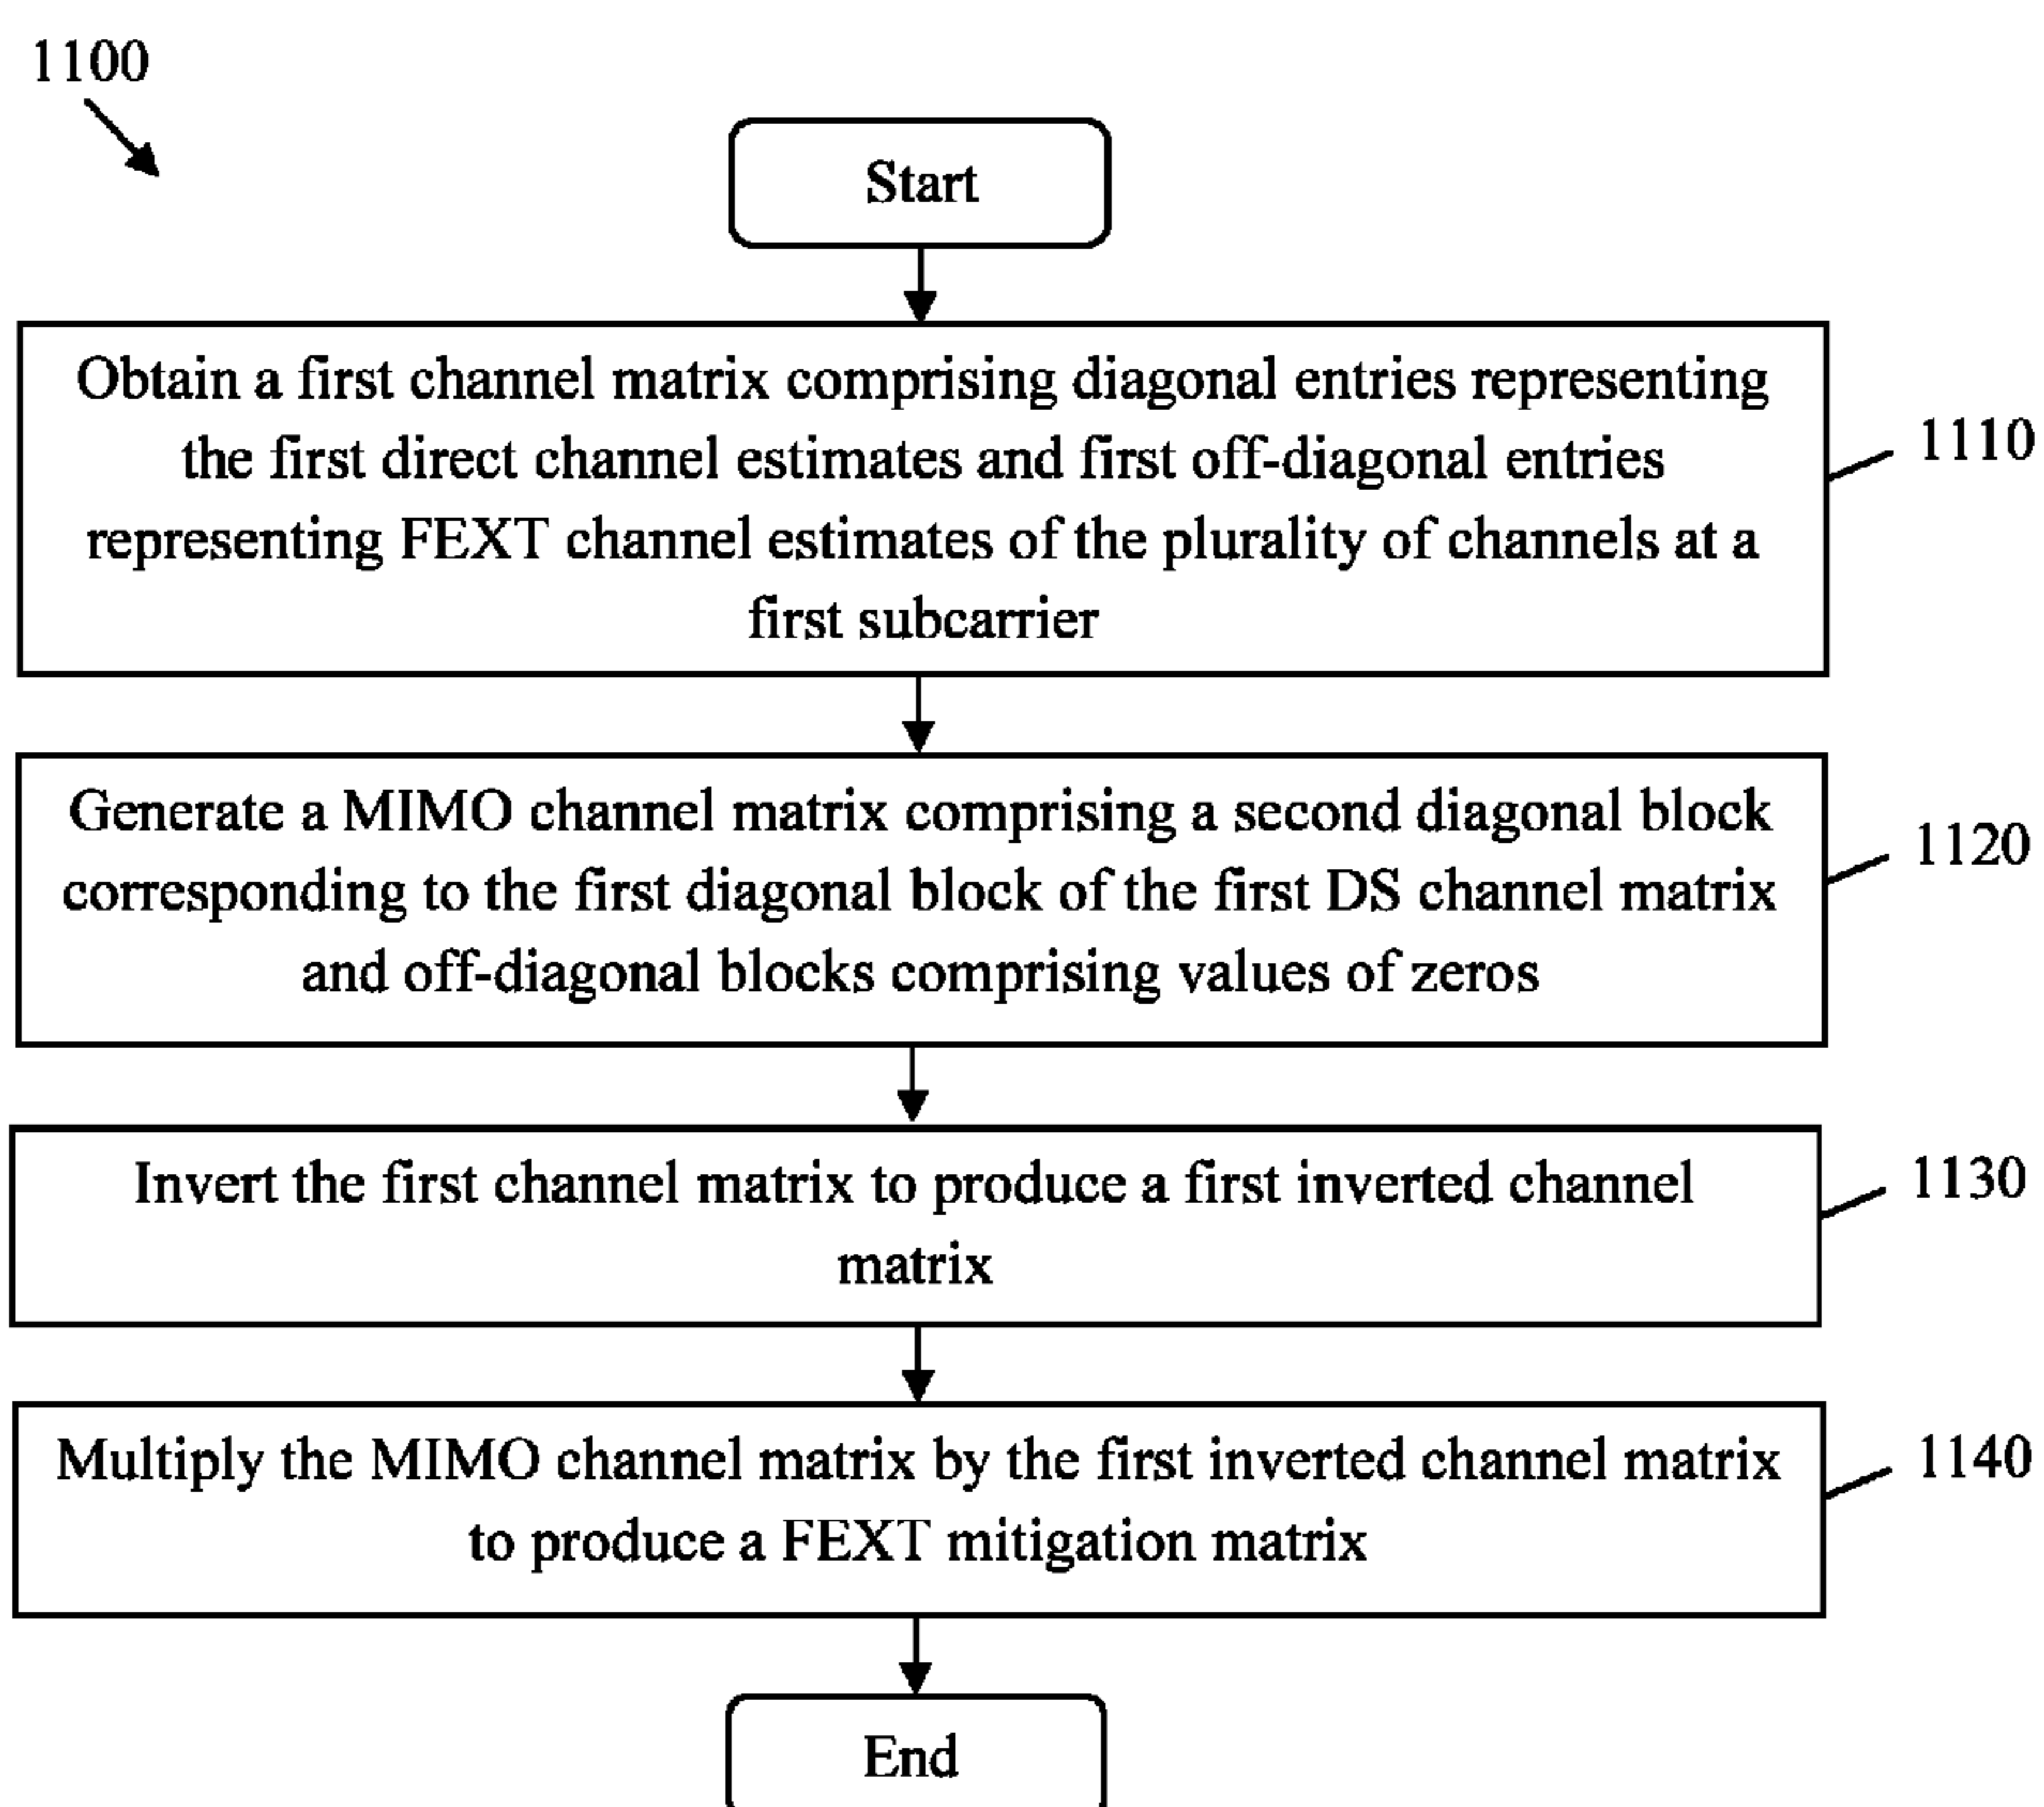 1100
Start
Obtain a first channel matrix comprising diagonal entries representing
the first direct channel estimates and first off-diagonal entries
representing FEXT channel estimates of the plurality of channels at a
first subcarrier
1110
Generate a MIMO channel matrix comprising a second diagonal block
corresponding to the first diagonal block of the first DS channel matrix
and off-diagonal blocks comprising values of zeros
1120
Invert the first channel matrix to produce a first inverted channel
matrix
1130
Multiply the MIMO channel matrix by the first inverted channel matrix
to produce a FEXT mitigation matrix
1140
End